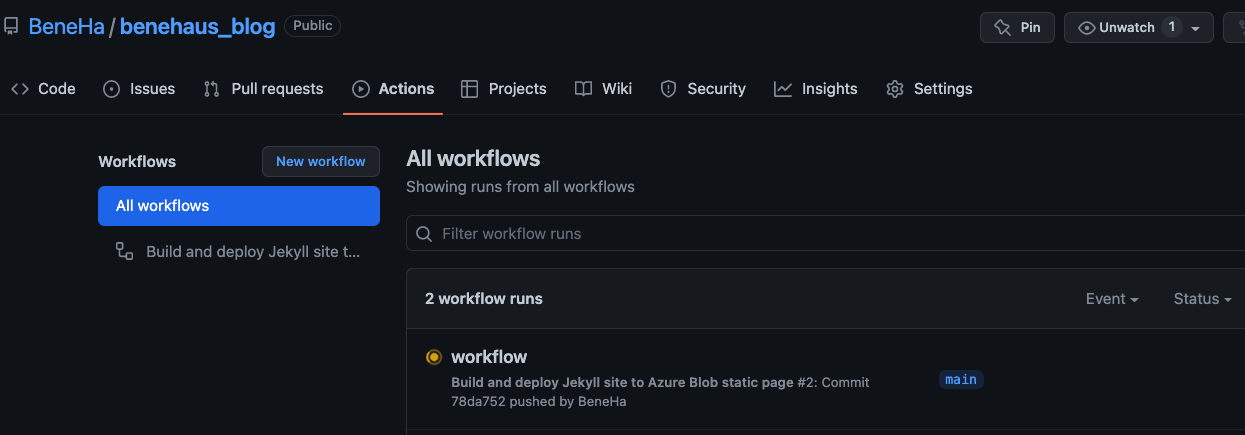 BeneHa / benehaus_blog Public
Pin
Unwatch 1
Code Issues Pull requests Actions Projects Wiki Security Insights Settings
Workflows
New workflow
All workflows
Build and deploy Jekyll site t...
All workflows
Showing runs from all workflows
Filter workflow runs
2 workflow runs
Event Status
workflow
Build and deploy Jekyll site to Azure Blob static page #2: Commit
78da752 pushed by BeneHa
main